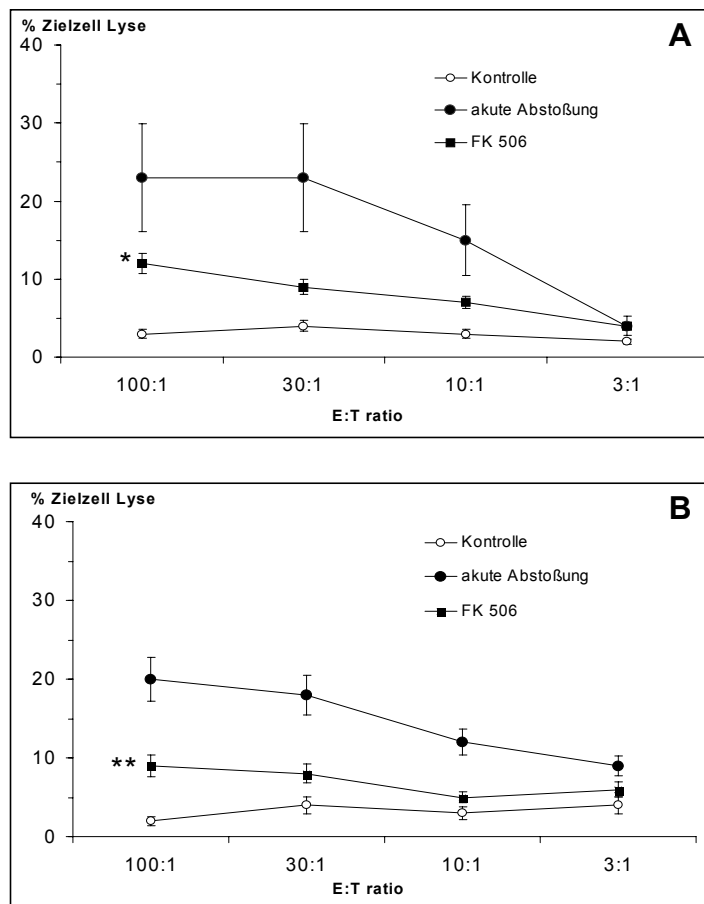 % Zielzell Lyse
A
40
Kontrolle
akute Abstoßung
30
FK 506
20
*
10
0
100:1 30:1 10:1 3:1
E:T ratio
% Zielzell Lyse
B
40
Kontrolle
akute Abstoßung
30
FK 506
20
**
10
0
100:1 30:1 10:1 3:1
E:T ratio